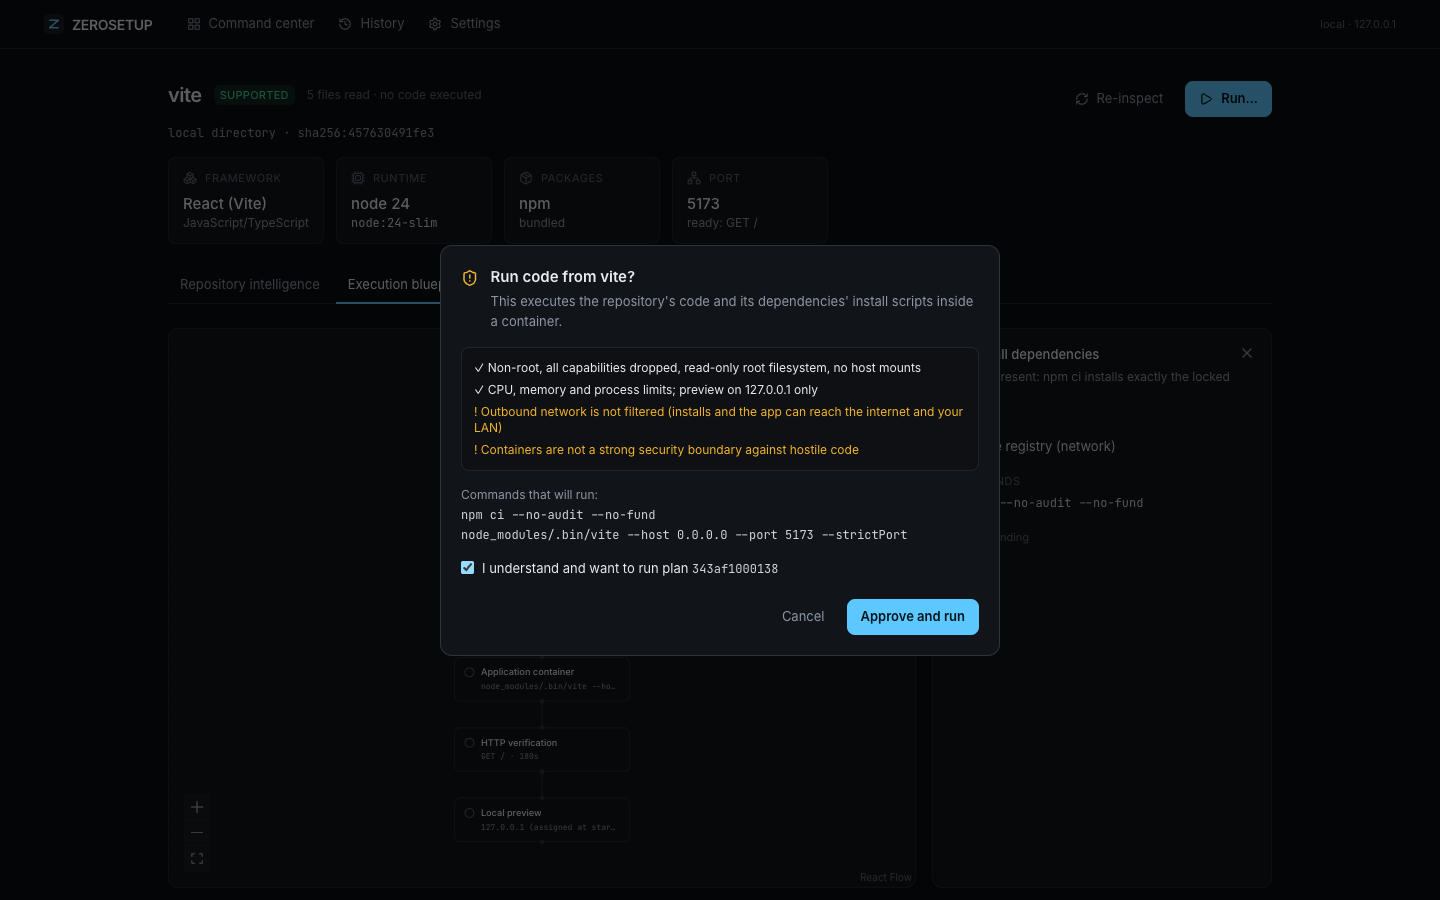 ZEROSETUP
Command center
History
Settings
local · 127.0.0.1
vite
SUPPORTED
5 files read · no code executed
Re-inspect
Run...
local directory · sha256:457630491fe3
FRAMEWORK
React (Vite)
JavaScript/TypeScript
RUNTIME
node 24
node:24-slim
PACKAGES
npm
bundled
PORT
5173
ready: GET /
Repository intelligence
Execution
Run code from vite?
This executes the repository's code and its dependencies' install scripts inside
a container.
✓ Non-root, all capabilities dropped, read-only root filesystem, no host mounts
✓ CPU, memory and process limits; preview on 127.0.0.1 only
! Outbound network is not filtered (installs and the app can reach the internet and your
LAN)
! Containers are not a strong security boundary against hostile code
Commands that will run:
npm ci --no-audit --no-fund
node_modules/.bin/vite --host 0.0.0.0 --port 5173 --strictPort
I understand and want to run plan 343af1000138
Cancel
Approve and run
dependencies
npm ci installs exactly the locked
registry (network)
--no-audit --no-fund
Application container
node_modules/.bin/vite --ho…
HTTP verification
GET / · 180s
Local preview
127.0.0.1 (assigned at star…
React Flow